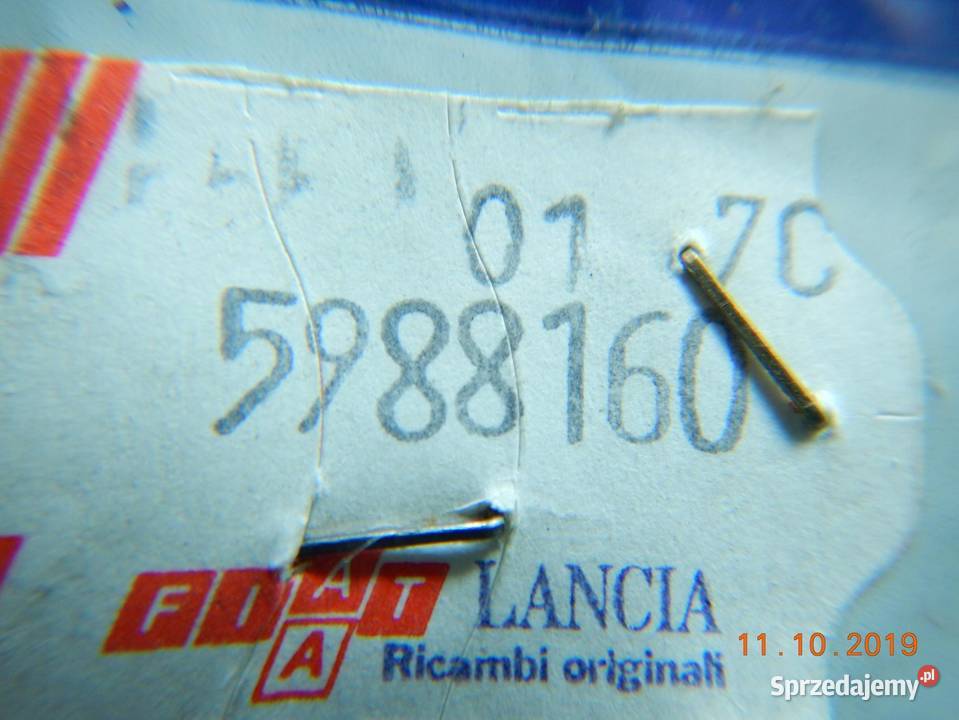 01 7C
5988160
FIAT LANCIA
A
Ricambi originali
11.10.2019
Sprzedajemy.pl